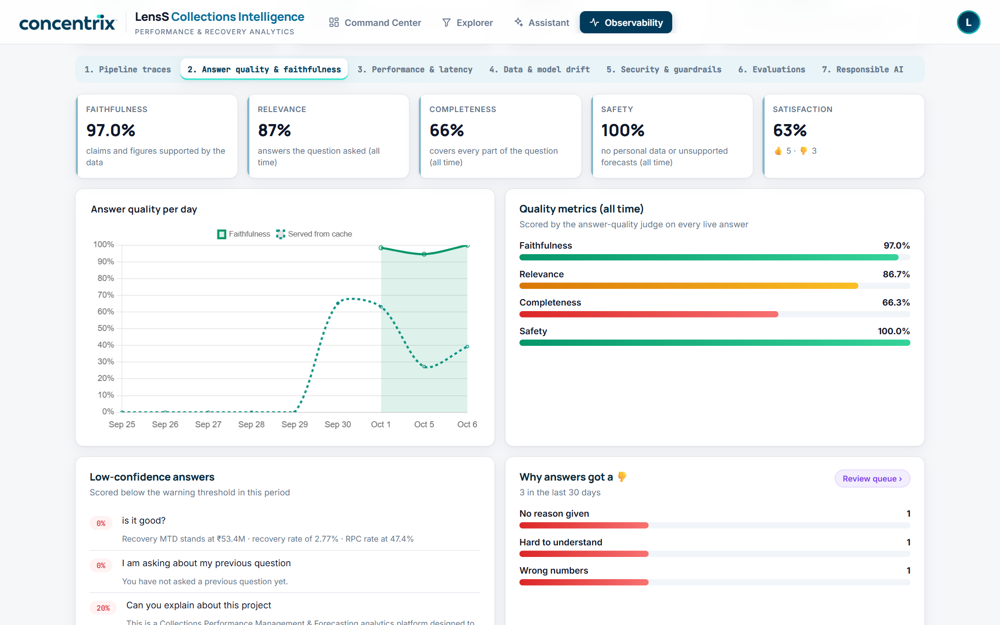 concentrix
LensS Collections Intelligence
PERFORMANCE & RECOVERY ANALYTICS
Command Center
Explorer
Assistant
Observability
L
1. Pipeline traces
2. Answer quality & faithfulness
3. Performance & latency
4. Data & model drift
5. Security & guardrails
6. Evaluations
7. Responsible AI
FAITHFULNESS
97.0%
claims and figures supported by the
data
RELEVANCE
87%
answers the question asked (all
time)
COMPLETENESS
66%
covers every part of the question
(all time)
SAFETY
100%
no personal data or unsupported
forecasts (all time)
SATISFACTION
63%
👍 5 · 👎 3
Answer quality per day
Faithfulness
Served from cache
100%
90%
80%
70%
60%
50%
40%
30%
20%
10%
0%
Sep 25
Sep 26
Sep 27
Sep 28
Sep 29
Sep 30
Oct 1
Oct 5
Oct 6
Quality metrics (all time)
Scored by the answer-quality judge on every live answer
Faithfulness 97.0%
Relevance 86.7%
Completeness 66.3%
Safety 100.0%
Low-confidence answers
Scored below the warning threshold in this period
0% is it good?
Recovery MTD stands at ₹53.4M · recovery rate of 2.77% · RPC rate at 47.4%
0% I am asking about my previous question
You have not asked a previous question yet.
20% Can you explain about this project
This is a Collections Performance Management & Forecasting analytics platform designed to
Why answers got a 👎
Review queue ›
3 in the last 30 days
No reason given 1
Hard to understand 1
Wrong numbers 1